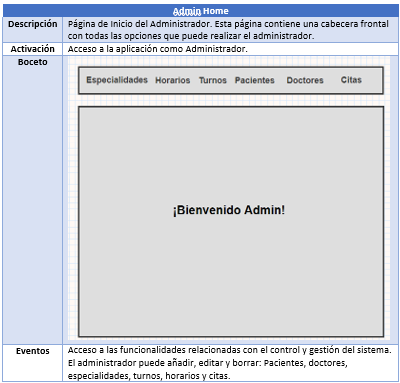 Admin Home
Descripción
Página de Inicio del Administrador. Esta página contiene una cabecera frontal
con todas las opciones que puede realizar el administrador.
Activación
Acceso a la aplicación como Administrador.
Boceto
Especialidades Horarios Turnos Pacientes Doctores Citas
¡Bienvenido Admin!
Eventos
Acceso a las funcionalidades relacionadas con el control y gestión del sistema.
El administrador puede añadir, editar y borrar: Pacientes, doctores,
especialidades, turnos, horarios y citas.